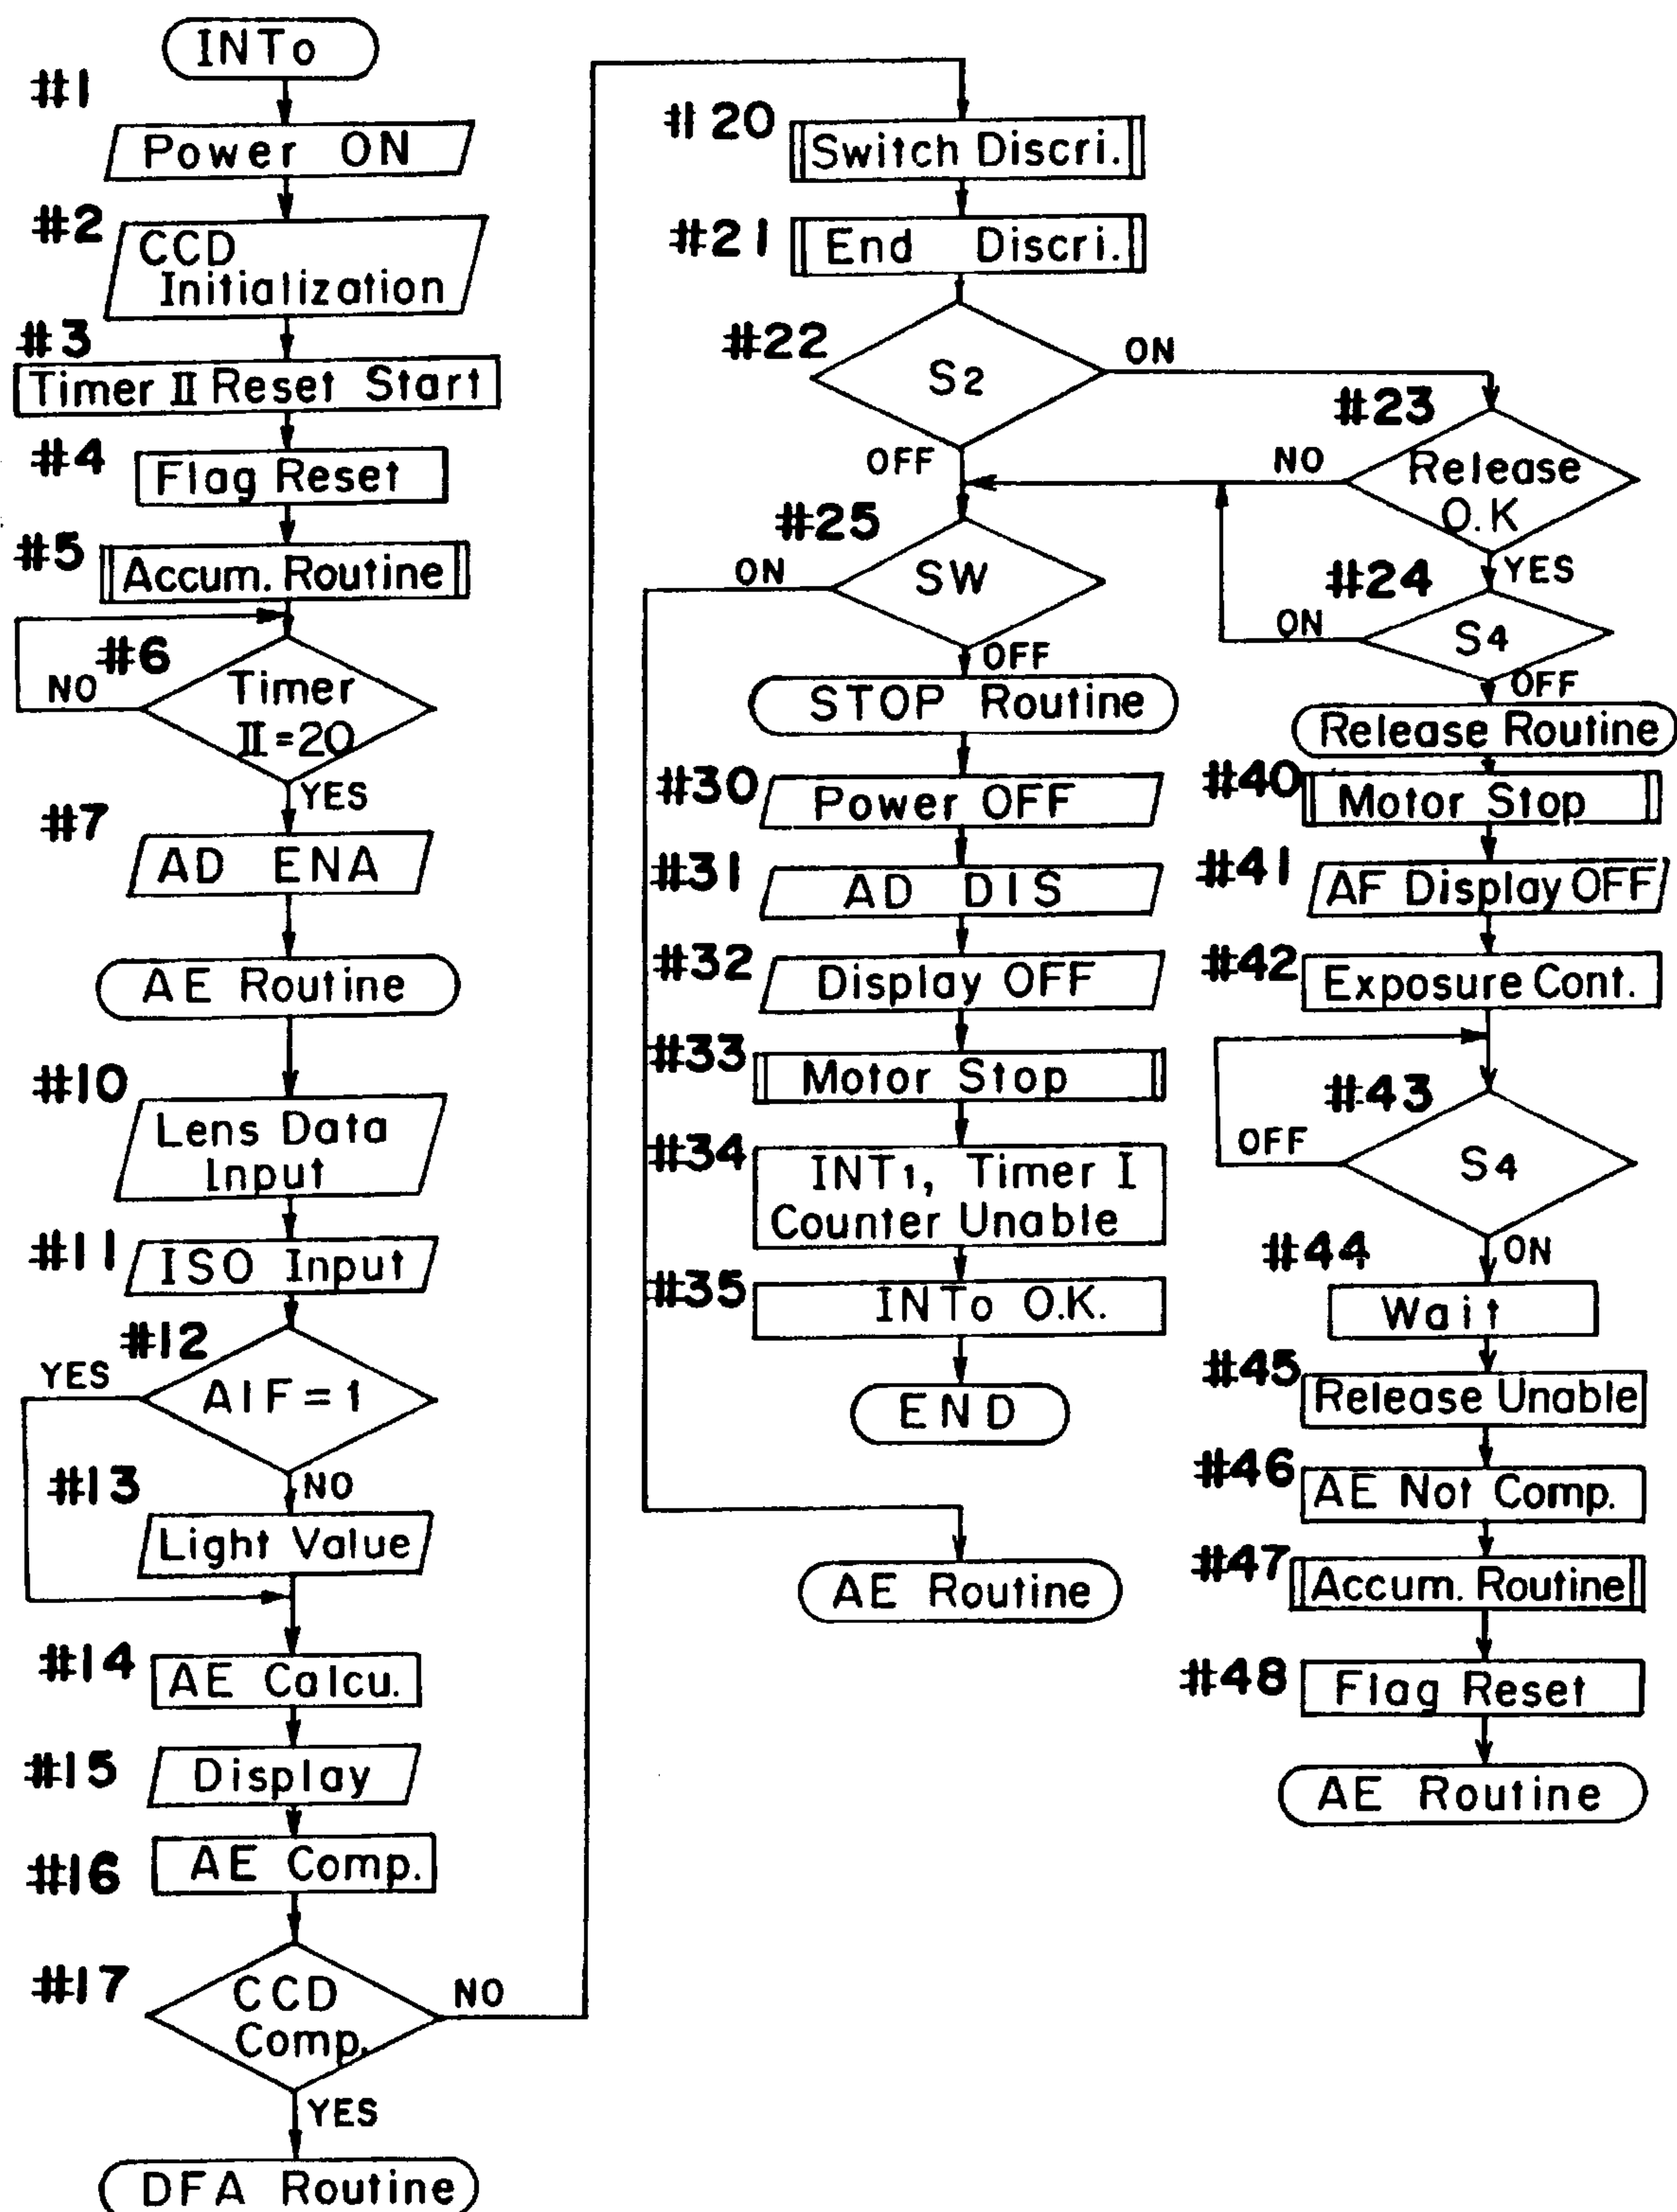 INTo
#1
Power ON
#2
CCD
Initialization
#3
Timer II Reset Start
#4
Flag Reset
#5
Accum. Routine
#6
NO
Timer
II=20
YES
#7
AD ENA
AE Routine
#10
Lens Data
Input
#11
ISO Input
#12
YES
AIF=1
#13
NO
Light Value
#14
AE Calcu.
#15
Display
#16
AE Comp.
#17
CCD
Comp.
NO
YES
DFA Routine
#20
Switch Discri.
#21
End Discri.
#22
S2
ON
OFF
#23
Release
O.K
NO
YES
#24
S4
ON
OFF
#25
SW
ON
OFF
STOP Routine
#30
Power OFF
#31
AD DIS
#32
Display OFF
#33
Motor Stop
#34
INT1, Timer I
Counter Unable
#35
INTo O.K.
END
AE Routine
Release Routine
#40
Motor Stop
#41
AF Display OFF
#42
Exposure Cont.
#43
OFF
S4
#44
ON
Wait
#45
Release Unable
#46
AE Not Comp.
#47
Accum. Routine
#48
Flag Reset
AE Routine